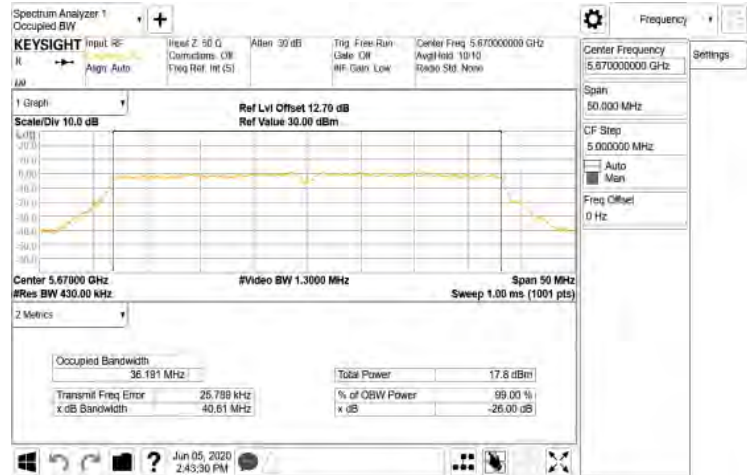 Spectrum Analyzer 1
Occupied BW
+
Frequency
KEYSIGHT
Input: RF
Align: Auto
Input Z: 50 Ω
Corrections: Off
Freq Ref: Int (S)
Atten: 30 dB
Trig: Free Run
Gate: Off
#IF Gain: Low
Center Freq: 5.670000000 GHz
Avg|Hold: 10/10
Radio Std: None
Center Frequency
5.670000000 GHz
Settings
Span
50.000 MHz
CF Step
5.000000 MHz
Auto
Man
Freq Offset
0 Hz
1 Graph
Scale/Div 10.0 dB
Ref Lvl Offset 12.70 dB
Ref Value 30.00 dBm
Center 5.67000 GHz
#Res BW 430.00 kHz
#Video BW 1.3000 MHz
Span 50 MHz
Sweep 1.00 ms (1001 pts)
2 Metrics
Occupied Bandwidth
36.191 MHz
Total Power 17.8 dBm
Transmit Freq Error 25.789 kHz
% of OBW Power 99.00 %
x dB Bandwidth 40.61 MHz
x dB -26.00 dB
?
Jun 05, 2020
2:43:30 PM